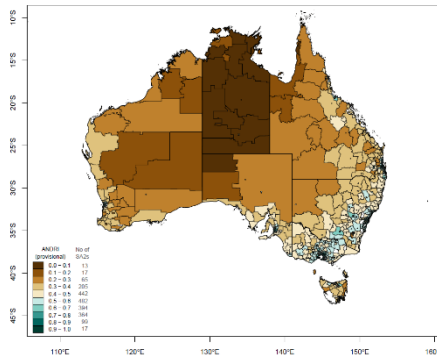 10°S
15°S
20°S
25°S
30°S
35°S
40°S
45°S
ANDRI No of
(provisional) SA2s
0.0 – 0.1 13
0.1 – 0.2 17
0.2 – 0.3 65
0.3 – 0.4 205
0.4 – 0.5 442
0.5 – 0.6 482
0.6 – 0.7 394
0.7 – 0.8 364
0.8 – 0.9 90
0.9 – 1.0 17
110°E 120°E 130°E 140°E 150°E